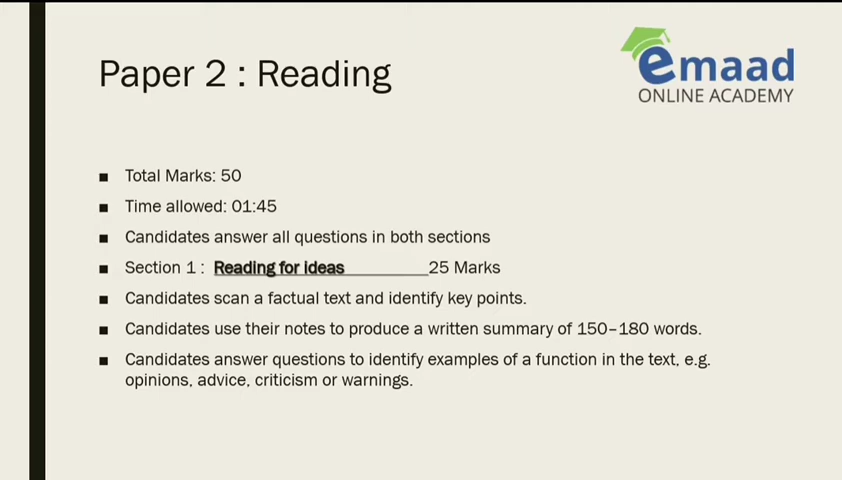 Paper 2 : Reading
emaad
ONLINE ACADEMY
Total Marks: 50
Time allowed: 01:45
Candidates answer all questions in both sections
Section 1 : Reading for ideas 25 Marks
Candidates scan a factual text and identify key points.
Candidates use their notes to produce a written summary of 150–180 words.
Candidates answer questions to identify examples of a function in the text, e.g.
opinions, advice, criticism or warnings.